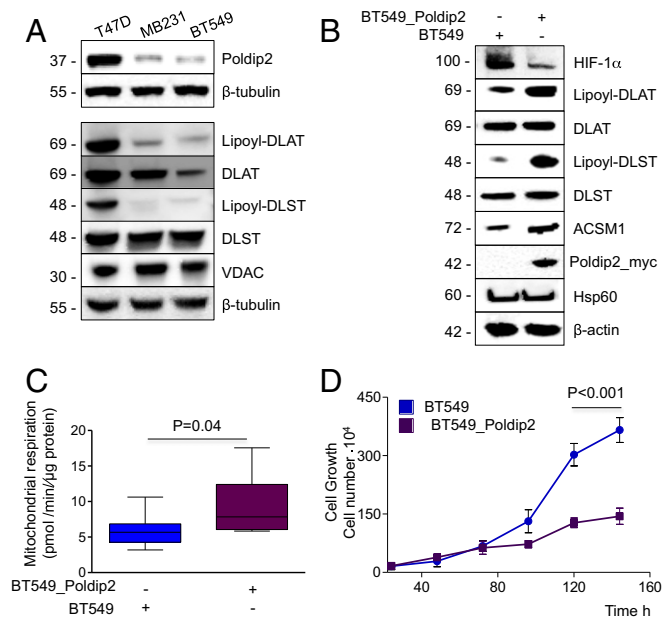 A
T47D MB231 BT549
37 - Poldip2
55 - β-tubulin
69 - Lipoyl-DLAT
69 - DLAT
Lipoyl-DLST
48 -
48 - DLST
VDAC
30 -
55 - β-tubulin
B
BT549_Poldip2 - +
BT549 + -
100 - HIF-1α
69 - Lipoyl-DLAT
69 - DLAT
48 - Lipoyl-DLST
48 - DLST
72 - ACSM1
42 - Poldip2_myc
60 - Hsp60
42 - β-actin
C
Mitochondrial respiration
(pmol /min/µg protein)
P=0.04
20
15
10
5
0
BT549_Poldip2 - +
BT549 + -
D
Cell Growth
Cell number ·10⁴
P<0.001
BT549
BT549_Poldip2
450
300
150
0
40 80 120 160
Time h